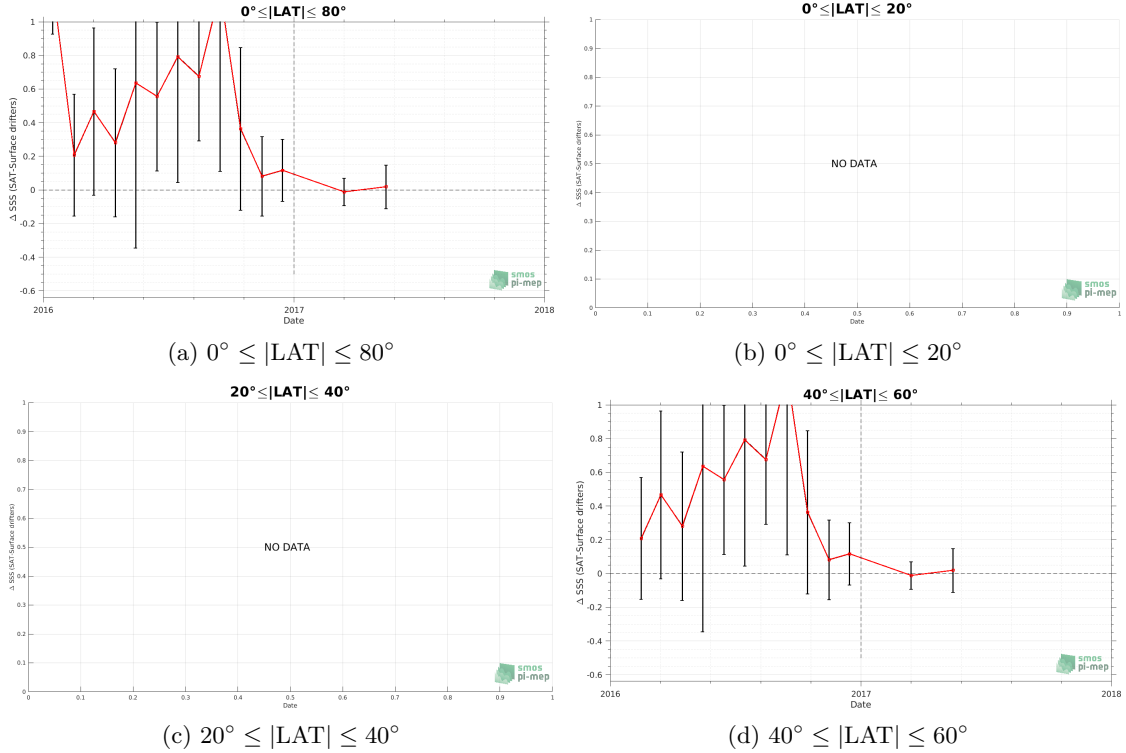 0°≤|LAT|≤ 80°
Δ SSS (SAT-Surface drifters)
1
0.8
0.6
0.4
0.2
0
-0.2
-0.4
-0.6
2016
2017
2018
Date
smos
pi-mep
(a) 0° ≤ |LAT| ≤ 80°
0°≤|LAT|≤ 20°
Δ SSS (SAT-Surface drifters)
1
0.9
0.8
0.7
0.6
0.5
0.4
0.3
0.2
0.1
0
NO DATA
0 0.1 0.2 0.3 0.4 0.5 0.6 0.7 0.8 0.9 1
Date
smos
pi-mep
(b) 0° ≤ |LAT| ≤ 20°
20°≤|LAT|≤ 40°
Δ SSS (SAT-Surface drifters)
1
0.9
0.8
0.7
0.6
0.5
0.4
0.3
0.2
0.1
0
NO DATA
0 0.1 0.2 0.3 0.4 0.5 0.6 0.7 0.8 0.9 1
Date
smos
pi-mep
(c) 20° ≤ |LAT| ≤ 40°
40°≤|LAT|≤ 60°
Δ SSS (SAT-Surface drifters)
1
0.8
0.6
0.4
0.2
0
-0.2
-0.4
-0.6
2016
2017
2018
Date
smos
pi-mep
(d) 40° ≤ |LAT| ≤ 60°